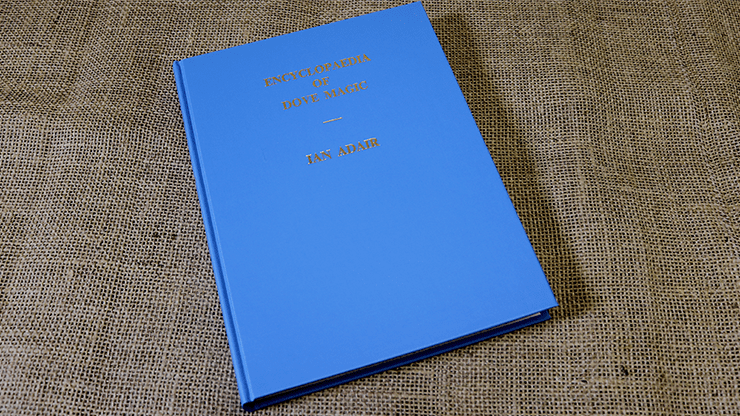 ENCYCLOPAEDIA
OF
DOVE MAGIC
IAN ADAIR